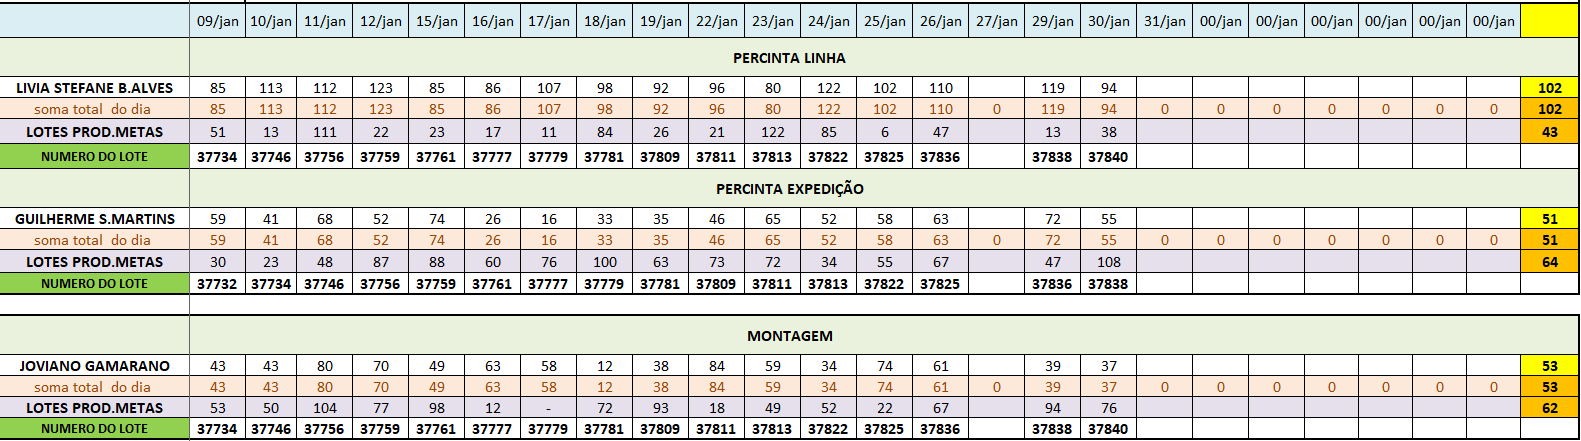 09/jan 10/jan 11/jan 12/jan 15/jan 16/jan 17/jan 18/jan 19/jan 22/jan 23/jan 24/jan 25/jan 26/jan 27/jan 29/jan 30/jan 31/jan 00/jan 00/jan 00/jan 00/jan 00/jan 00/jan
PERCINTA LINHA
LIVIA STEFANE B.ALVES 85 113 112 123 85 86 107 98 92 96 80 122 102 110 119 94 102
soma total do dia 85 113 112 123 85 86 107 98 92 96 80 122 102 110 0 119 94 0 0 0 0 0 0 0 102
LOTES PROD.METAS 51 13 111 22 23 17 11 84 26 21 122 85 6 47 13 38 43
NUMERO DO LOTE 37734 37746 37756 37759 37761 37777 37779 37781 37809 37811 37813 37822 37825 37836 37838 37840
PERCINTA EXPEDIÇÃO
GUILHERME S.MARTINS 59 41 68 52 74 26 16 33 35 46 65 52 58 63 72 55 51
soma total do dia 59 41 68 52 74 26 16 33 35 46 65 52 58 63 0 72 55 0 0 0 0 0 0 0 51
LOTES PROD.METAS 30 23 48 87 88 60 76 100 63 73 72 34 55 67 47 108 64
NUMERO DO LOTE 37732 37734 37746 37756 37759 37761 37777 37779 37781 37809 37811 37813 37822 37825 37836 37838
MONTAGEM
JOVIANO GAMARANO 43 43 80 70 49 63 58 12 38 84 59 34 74 61 39 37 53
soma total do dia 43 43 80 70 49 63 58 12 38 84 59 34 74 61 0 39 37 0 0 0 0 0 0 0 53
LOTES PROD.METAS 53 50 104 77 98 12 - 72 93 18 49 52 22 67 94 76 62
NUMERO DO LOTE 37734 37746 37756 37759 37761 37777 37779 37781 37809 37811 37813 37822 37825 37836 37838 37840